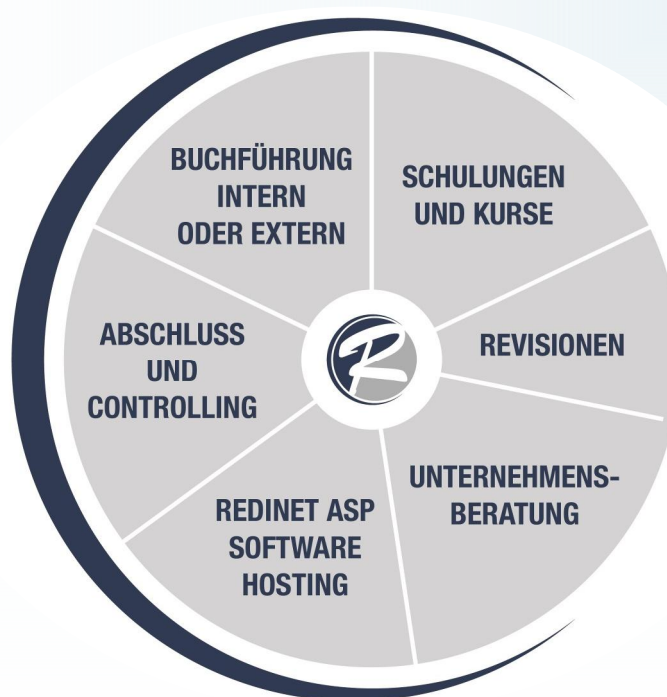 BUCHFÜHRUNG
INTERN
ODER EXTERN
SCHULUNGEN
UND KURSE
REVISIONEN
UNTERNEHMENS-
BERATUNG
REDINET ASP
SOFTWARE
HOSTING
ABSCHLUSS
UND
CONTROLLING
R